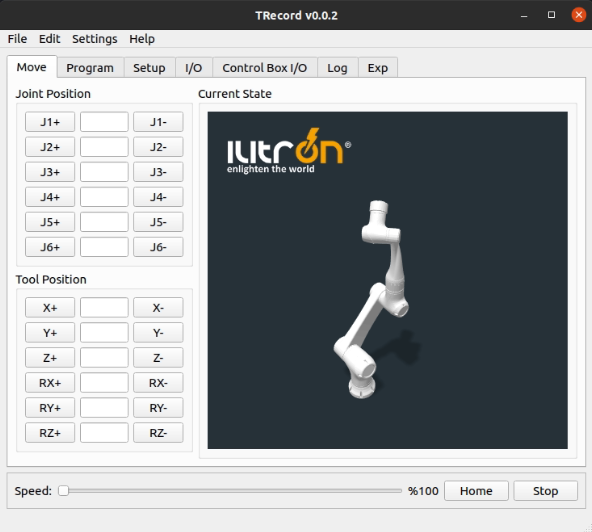 TRecord v0.0.2
File Edit Settings Help
Move Program Setup I/O Control Box I/O Log Exp
Joint Position
J1+ J1-
J2+ J2-
J3+ J3-
J4+ J4-
J5+ J5-
J6+ J6-
Tool Position
X+ X-
Y+ Y-
Z+ Z-
RX+ RX-
RY+ RY-
RZ+ RZ-
Current State
ilitrOn®
enlighten the world
Speed: %100 Home Stop